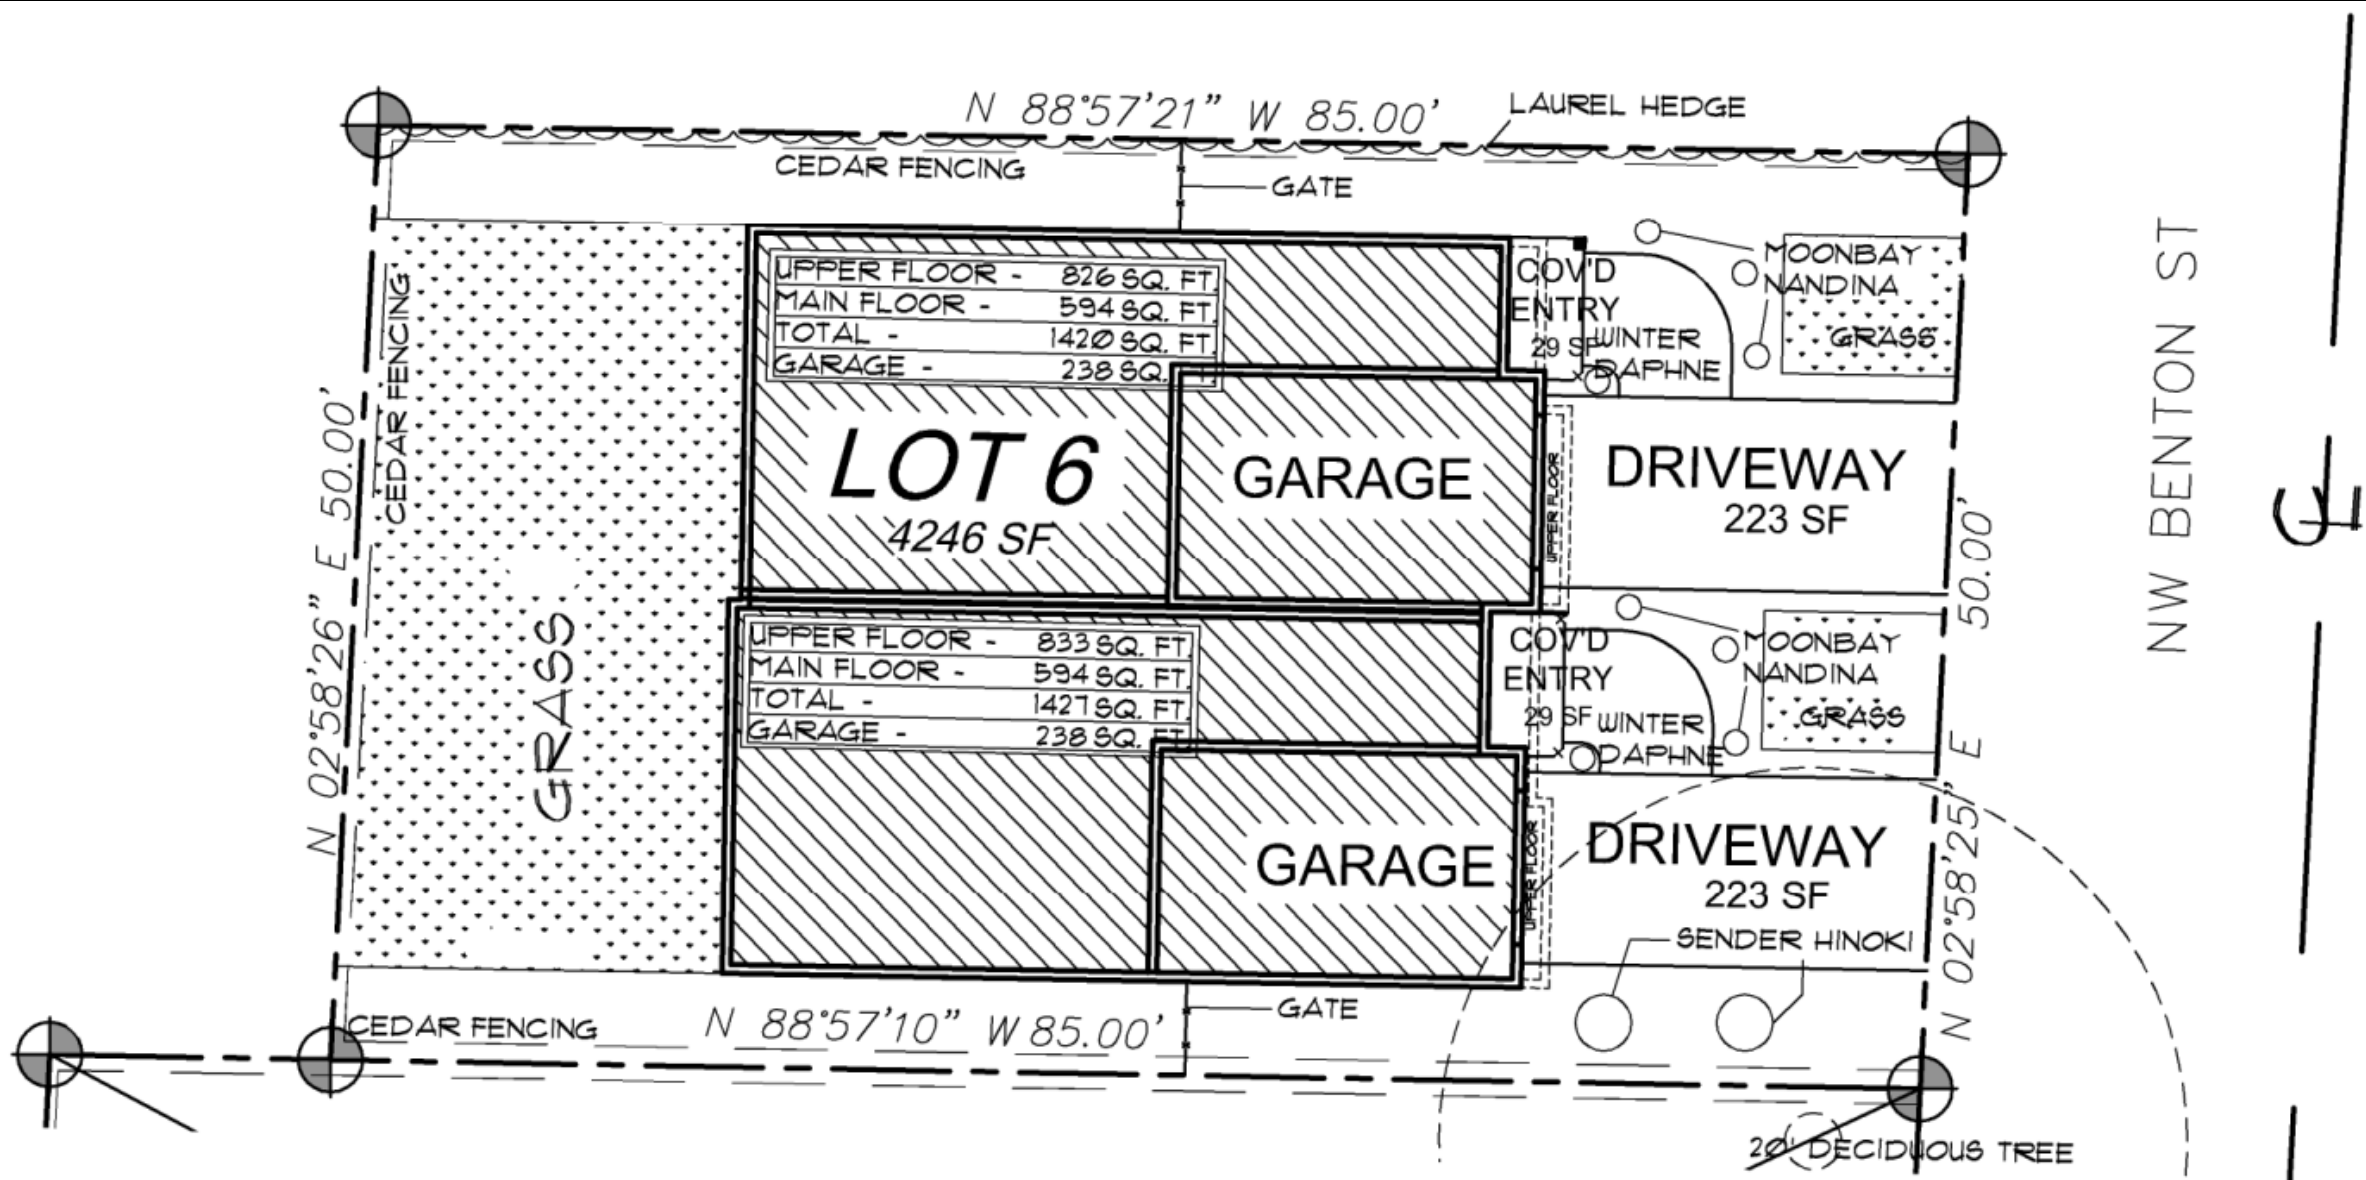 N 88°57'21" W 85.00'
LAUREL HEDGE
CEDAR FENCING
GATE
NW BENTON ST
UPPER FLOOR - 826 SQ. FT.
MAIN FLOOR - 594 SQ. FT.
TOTAL - 1420 SQ. FT.
GARAGE - 238 SQ. FT.
COV'D
ENTRY
29 SF
WINTER
DAPHNE
MOONBAY
NANDINA
GRASS
CEDAR FENCING
N 02°58'26" E 50.00'
LOT 6
4246 SF
GARAGE
UPPER FLOOR
DRIVEWAY
223 SF
GRASS
UPPER FLOOR - 833 SQ. FT.
MAIN FLOOR - 594 SQ. FT.
TOTAL - 1427 SQ. FT.
GARAGE - 238 SQ. FT.
COV'D
ENTRY
29 SF
WINTER
DAPHNE
MOONBAY
NANDINA
GRASS
GARAGE
UPPER FLOOR
DRIVEWAY
223 SF
N 02°58'25" E 50.00'
SENDER HINOKI
CEDAR FENCING
N 88°57'10" W 85.00'
GATE
20' DECIDUOUS TREE